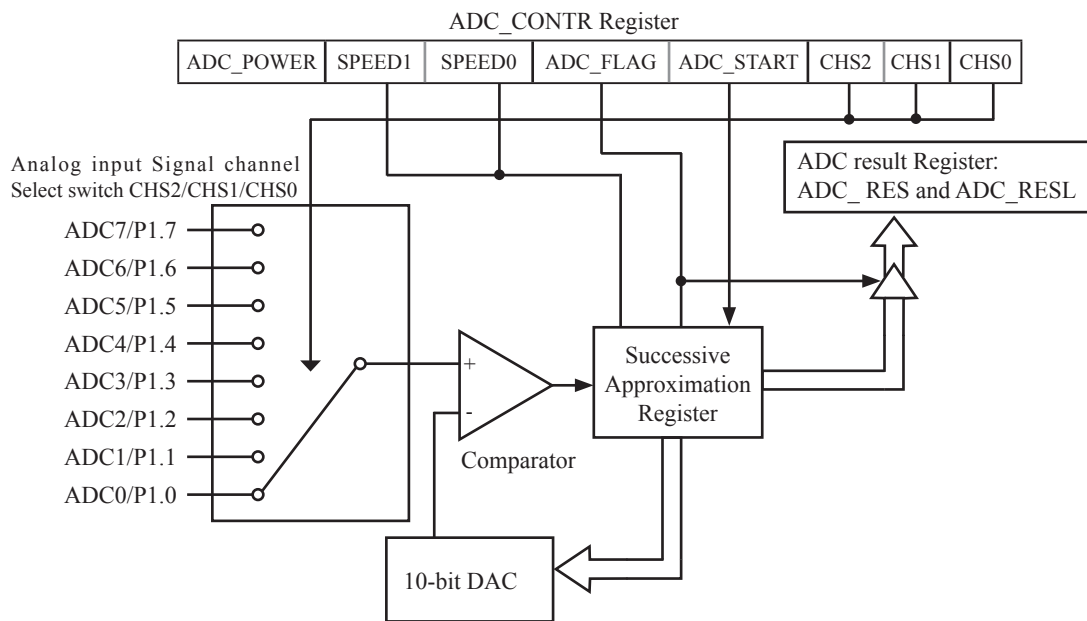 ADC_CONTR Register
ADC_POWER SPEED1 SPEED0 ADC_FLAG ADC_START CHS2 CHS1 CHS0
Analog input Signal channel
Select switch CHS2/CHS1/CHS0
ADC result Register:
ADC_ RES and ADC_RESL
ADC7/P1.7
ADC6/P1.6
ADC5/P1.5
ADC4/P1.4
ADC3/P1.3
ADC2/P1.2
ADC1/P1.1
ADC0/P1.0
+
-
Comparator
Successive
Approximation
Register
10-bit DAC